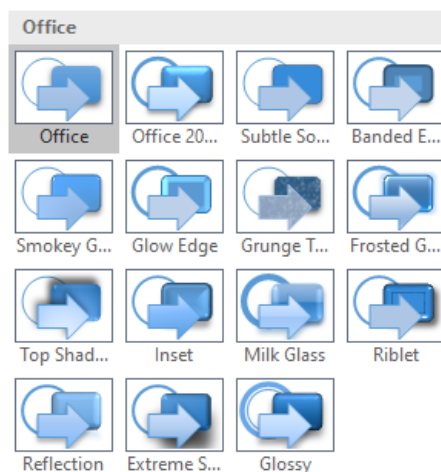 Office
Office Office 20... Subtle So... Banded E...
Smokey G... Glow Edge Grunge T... Frosted G...
Top Shad... Inset Milk Glass Riblet
Reflection Extreme S... Glossy